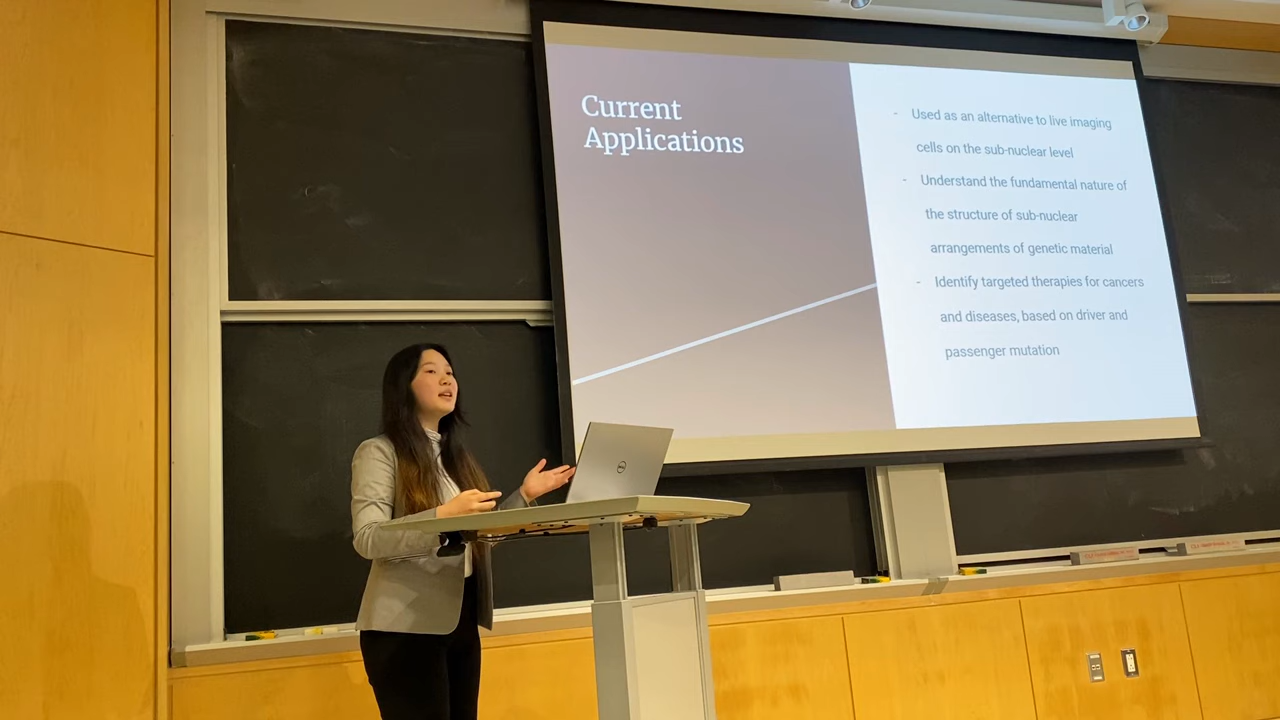 Current
Applications
- Used as an alternative to live imaging
cells on the sub-nuclear level
- Understand the fundamental nature of
the structure of sub-nuclear
arrangements of genetic material
- Identify targeted therapies for cancers
and diseases, based on driver and
passenger mutation
DELL